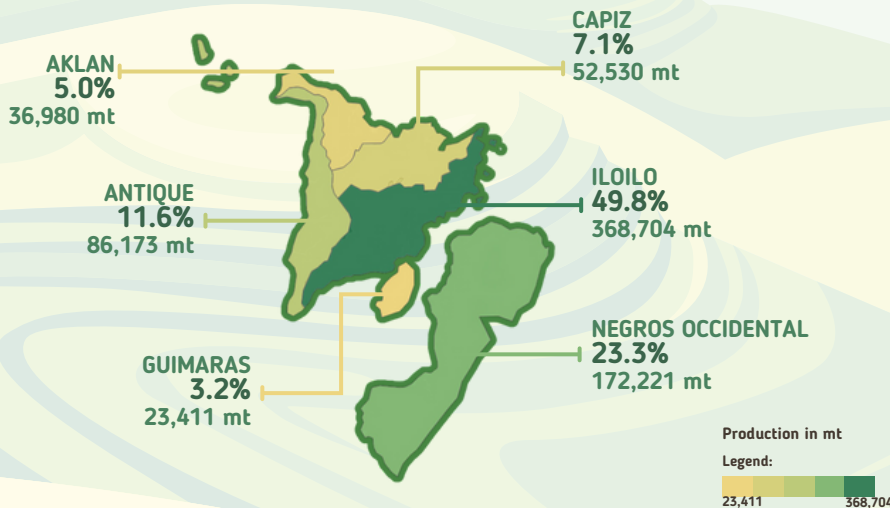 CAPIZ
7.1%
52,530 mt
AKLAN
5.0%
36,980 mt
ILOILO
49.8%
368,704 mt
ANTIQUE
11.6%
86,173 mt
NEGROS OCCIDENTAL
23.3%
172,221 mt
GUIMARAS
3.2%
23,411 mt
Production in mt
Legend:
23,411 368,704